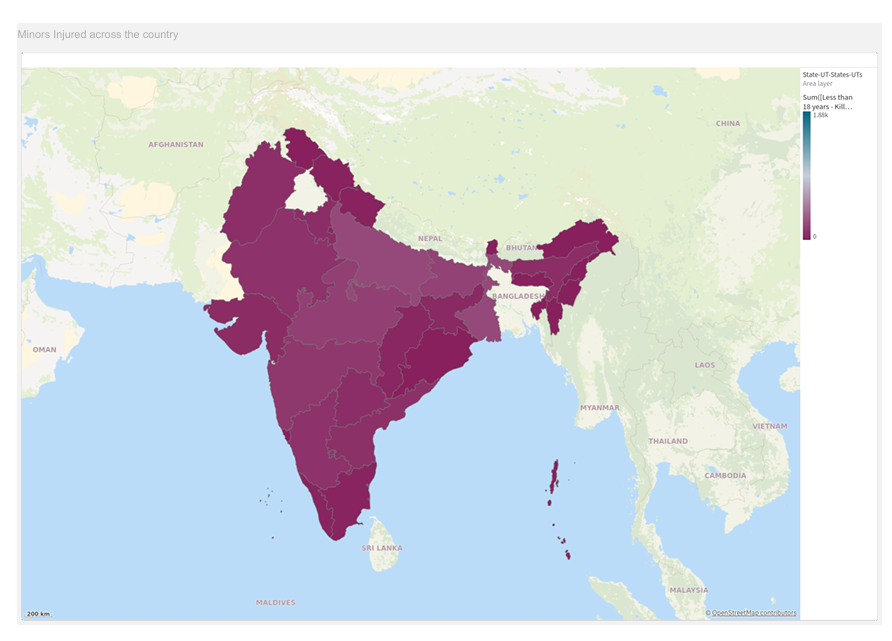 Minors Injured across the country
State-UT-States-UTs
Area layer
Sum([Less than
18 years - Kill...
1.88k
0
CHINA
AFGHANISTAN
NEPAL
BHUTAN
BANGLADESH
OMAN
LAOS
MYANMAR
VIETNAM
THAILAND
CAMBODIA
SRI LANKA
MALAYSIA
MALDIVES
200 km
© OpenStreetMap contributors